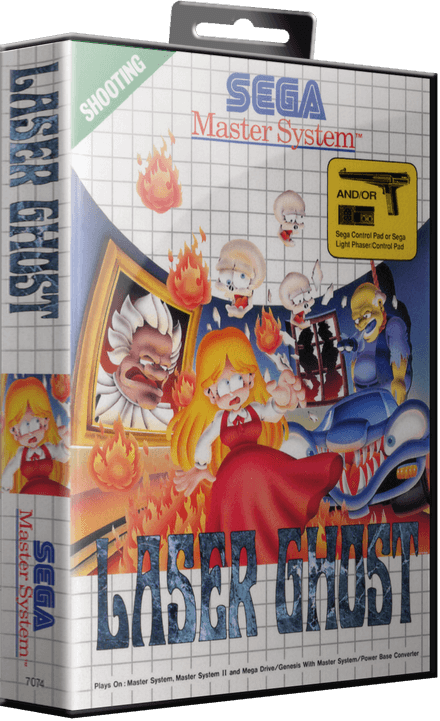 SHOOTING
SEGA
Master System™
AND/OR
Sega Control Pad or Sega
Light Phaser/Control Pad
LASER GHOST
Plays On : Master System, Master System II and Mega Drive/Genesis With Master System/Power Base Converter
LASER GHOST
SEGA
Master System™
7074